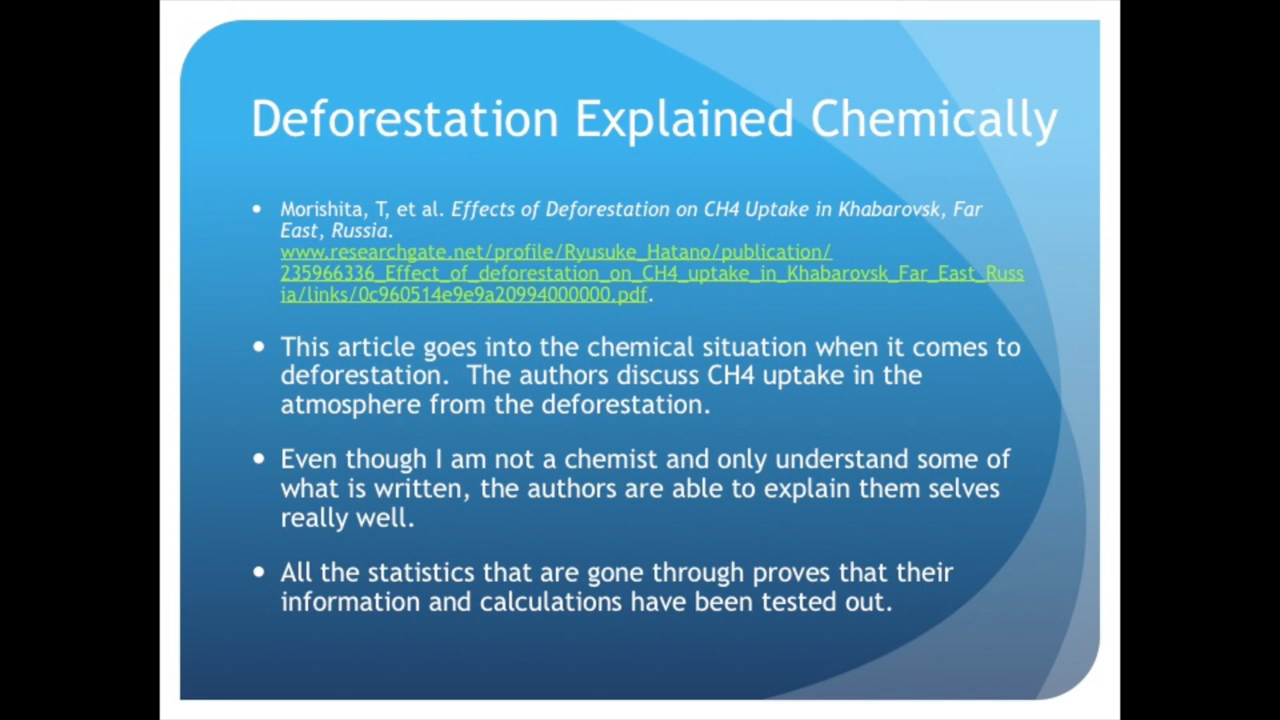 Deforestation Explained Chemically
• Morishita, T, et al. Effects of Deforestation on CH4 Uptake in Khabarovsk, Far
East, Russia.
www.researchgate.net/profile/Ryusuke_Hatano/publication/
235966336_Effect_of_deforestation_on_CH4_uptake_in_Khabarovsk_Far_East_Russ
ia/links/0c960514e9e9a20994000000.pdf.
• This article goes into the chemical situation when it comes to
deforestation.  The authors discuss CH4 uptake in the
atmosphere from the deforestation.
• Even though I am not a chemist and only understand some of
what is written, the authors are able to explain them selves
really well.
• All the statistics that are gone through proves that their
information and calculations have been tested out.